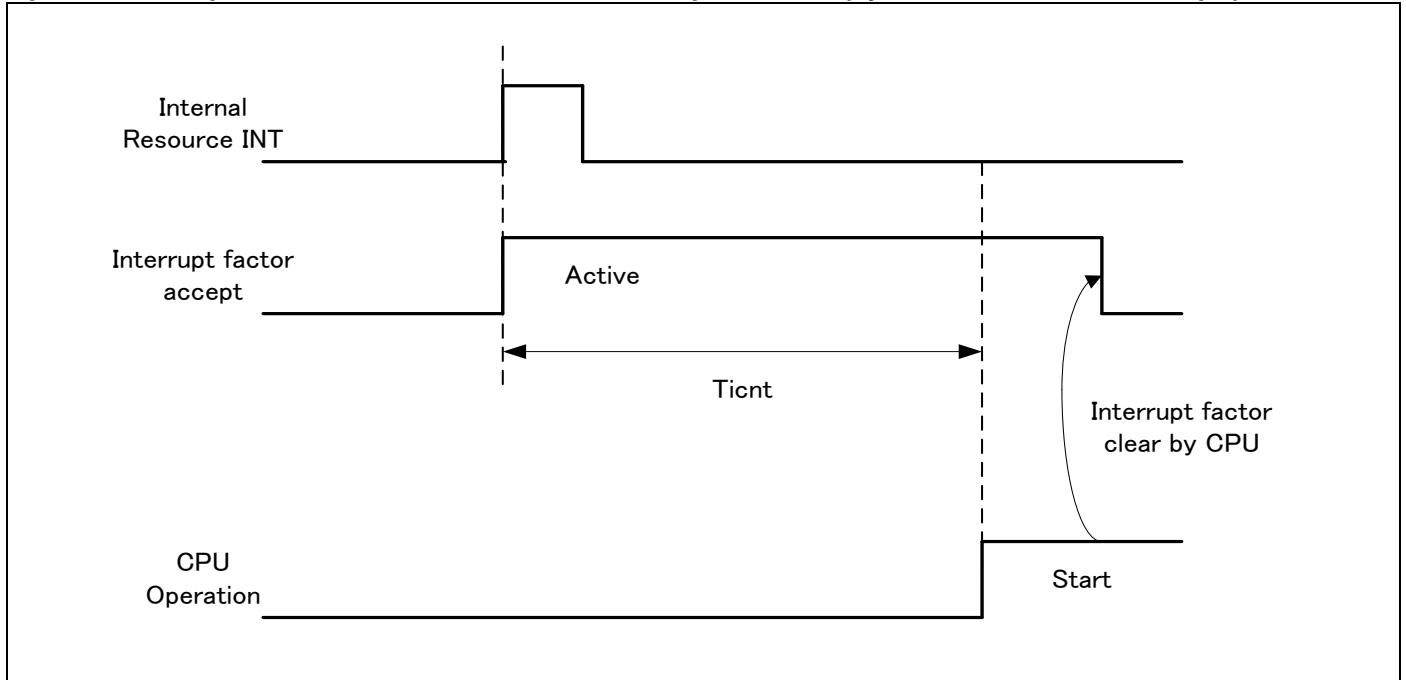 Internal
Resource INT
Interrupt factor
accept
Active
Ticnt
Interrupt factor
clear by CPU
CPU
Operation
Start